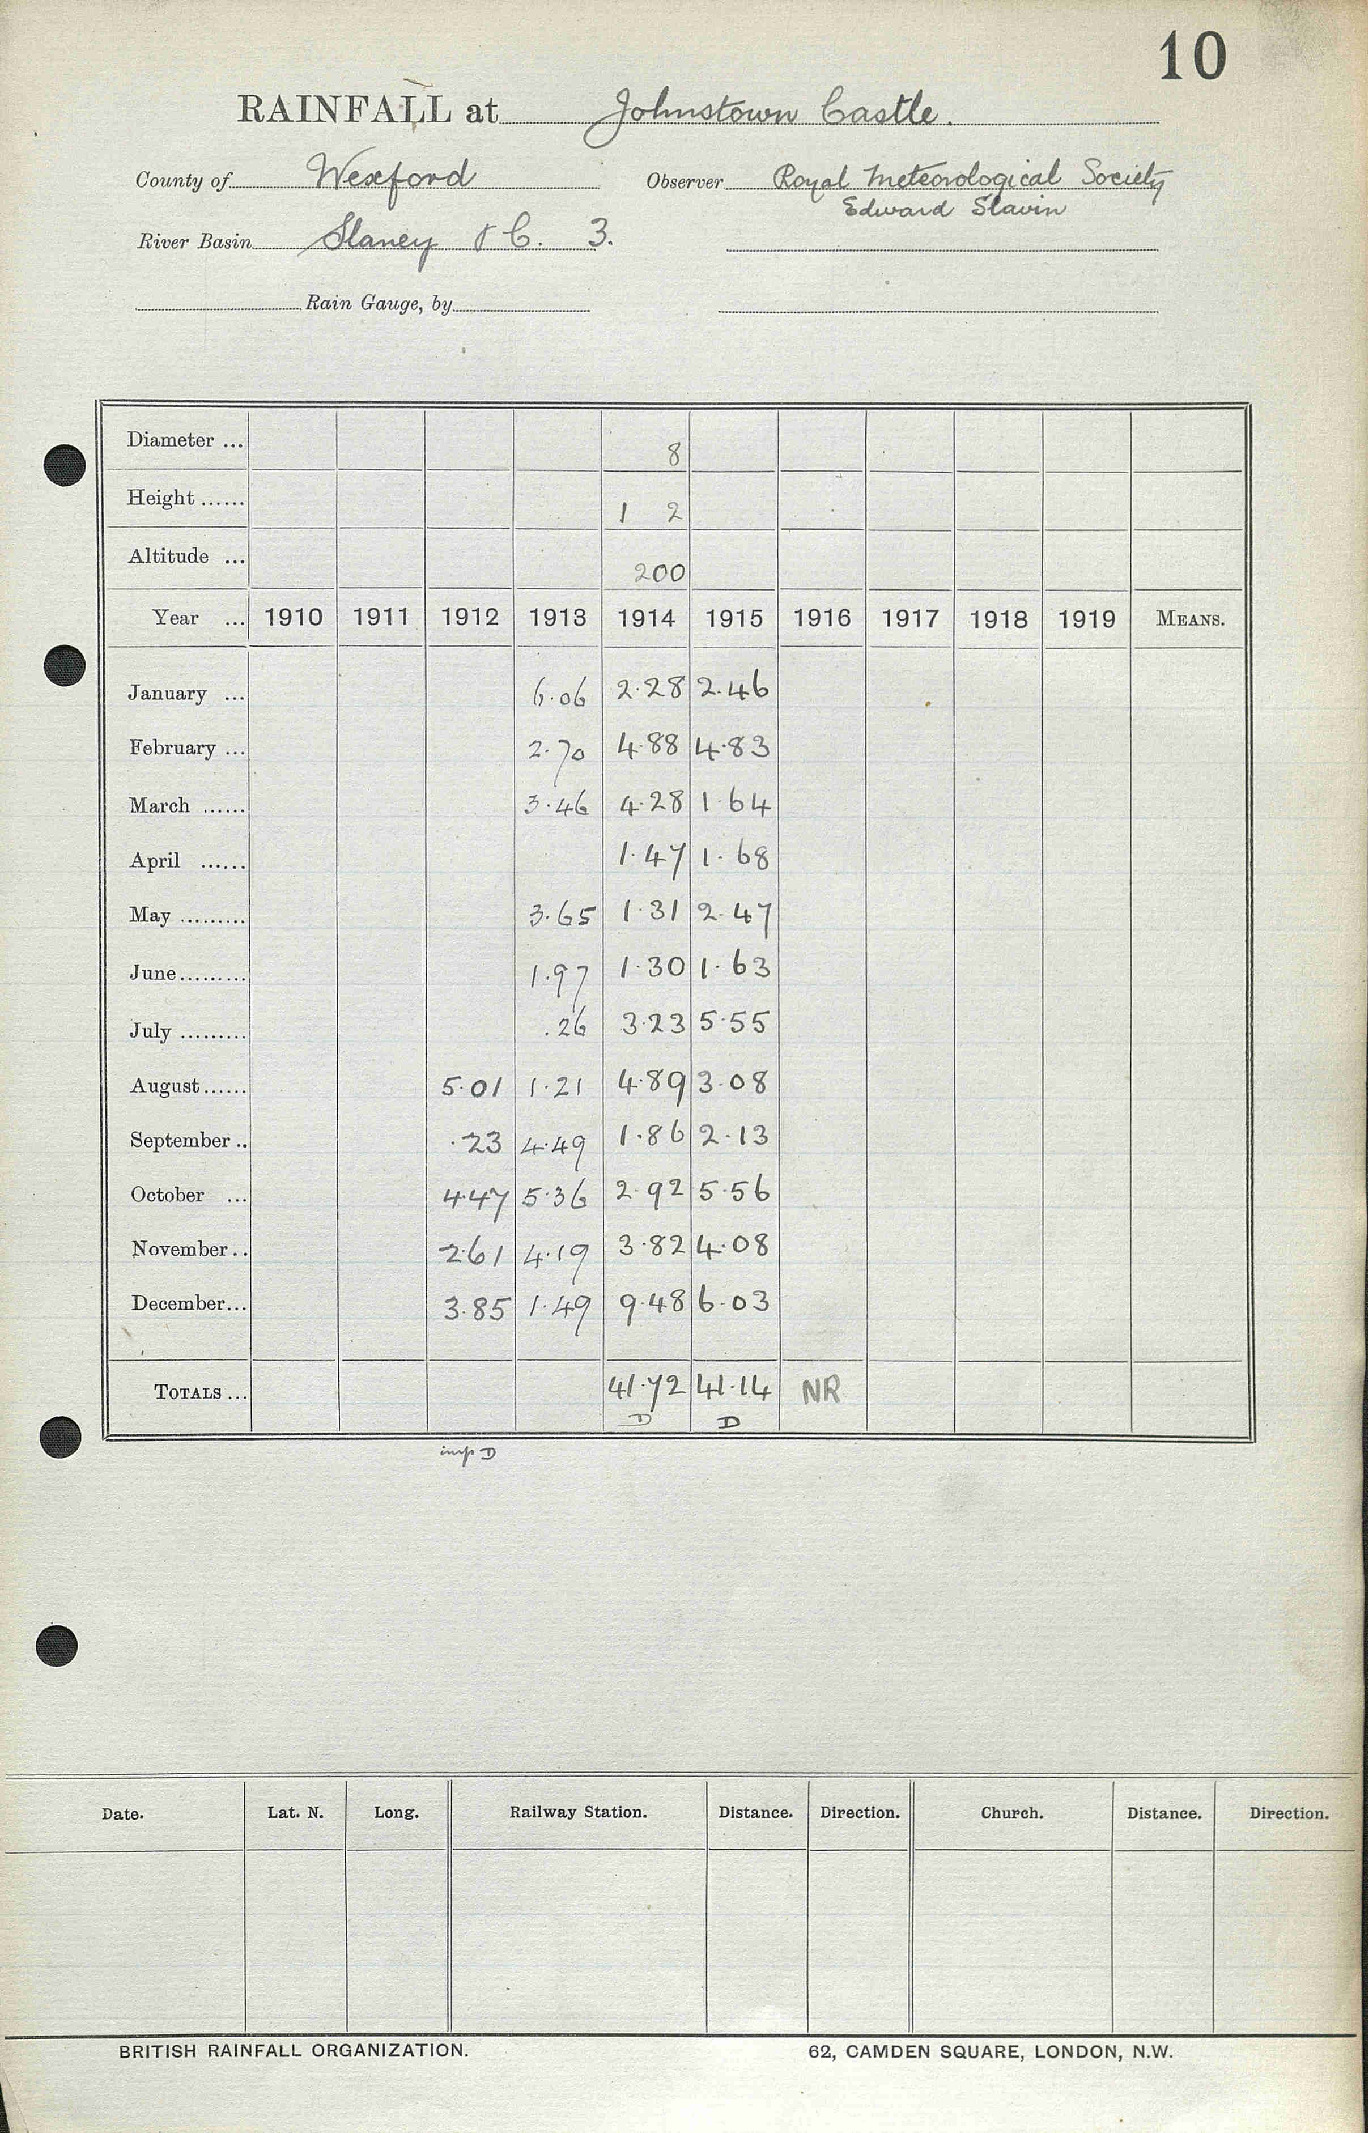 10
RAINFALL at Johnstown Castle.
County of Wexford Observer Royal Meteorological Society
Edward Slavin
River Basin Slaney & C. 3.
Rain Gauge, by
Diameter ... 8
Height ...... 1 2
Altitude ... 200
Year ... 1910 1911 1912 1913 1914 1915 1916 1917 1918 1919 MEANS.
January ... 6.06 2.28 2.46
February ... 2.70 4.88 4.83
March ...... 3.46 4.28 1.64
April ...... 1.47 1.68
May ......... 3.65 1.31 2.47
June ......... 1.97 1.30 1.63
July ......... .26 3.23 5.55
August ...... 5.01 1.21 4.89 3.08
September .. .23 4.49 1.86 2.13
October ... 4.47 5.36 2.92 5.56
November .. 2.61 4.19 3.82 4.08
December ... 3.85 1.49 9.48 6.03
TOTALS ... 41.72 41.14 NR
D D
imp D
Date. Lat. N. Long. Railway Station. Distance. Direction. Church. Distance. Direction.
BRITISH RAINFALL ORGANIZATION. 62, CAMDEN SQUARE, LONDON, N.W.